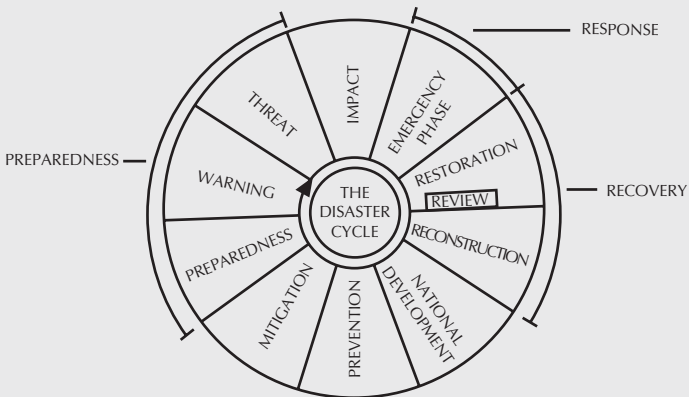 RESPONSE
IMPACT
EMERGENCY
PHASE
THREAT
PREPAREDNESS
WARNING
RESTORATION
REVIEW
RECOVERY
THE
DISASTER
CYCLE
PREPAREDNESS
RECONSTRUCTION
MITIGATION
PREVENTION
NATIONAL
DEVELOPMENT